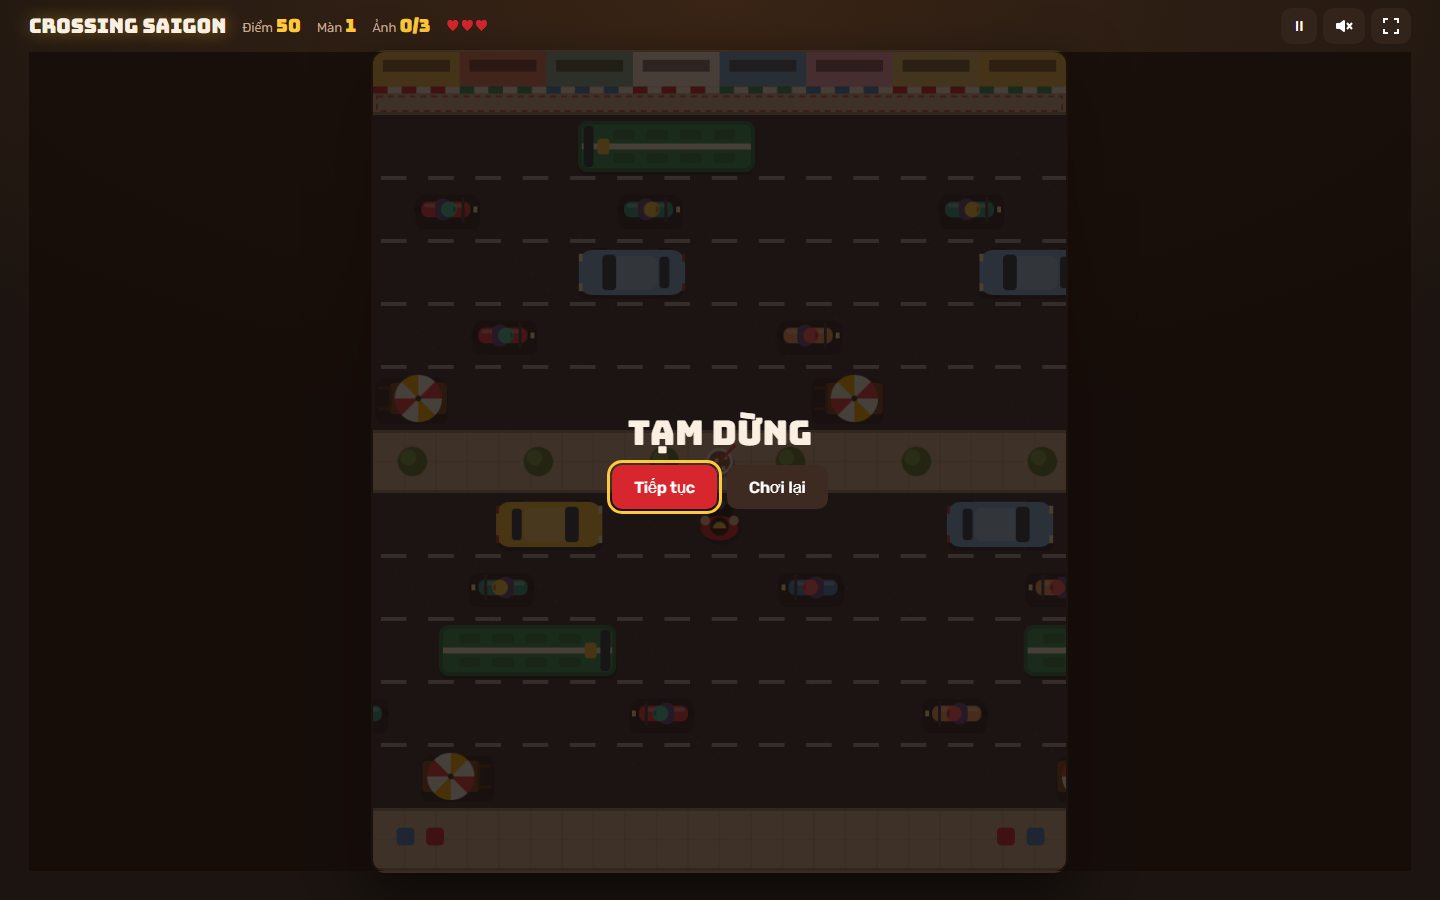 CROSSING SAIGON Điểm 50 Màn 1 Ảnh 0/3
TẠM DỪNG
Tiếp tục Chơi lại